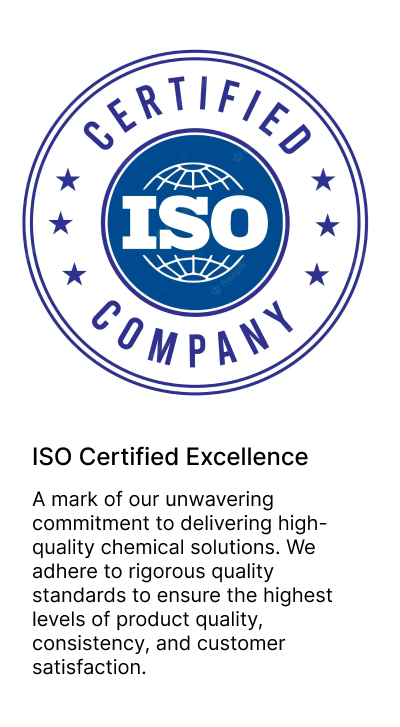 CERTIFIED
ISO
COMPANY
ISO Certified Excellence
A mark of our unwavering
commitment to delivering high-
quality chemical solutions. We
adhere to rigorous quality
standards to ensure the highest
levels of product quality,
consistency, and customer
satisfaction.